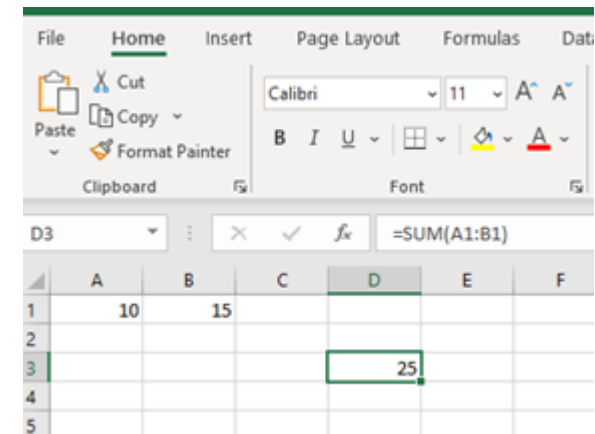 File Home Insert Page Layout Formulas Data
Cut
Copy
Paste
Format Painter
Clipboard
Calibri 11 A A
B I U A
Font
D3 fx =SUM(A1:B1)
A B C D E F
1 10 15
2
3 25
4
5